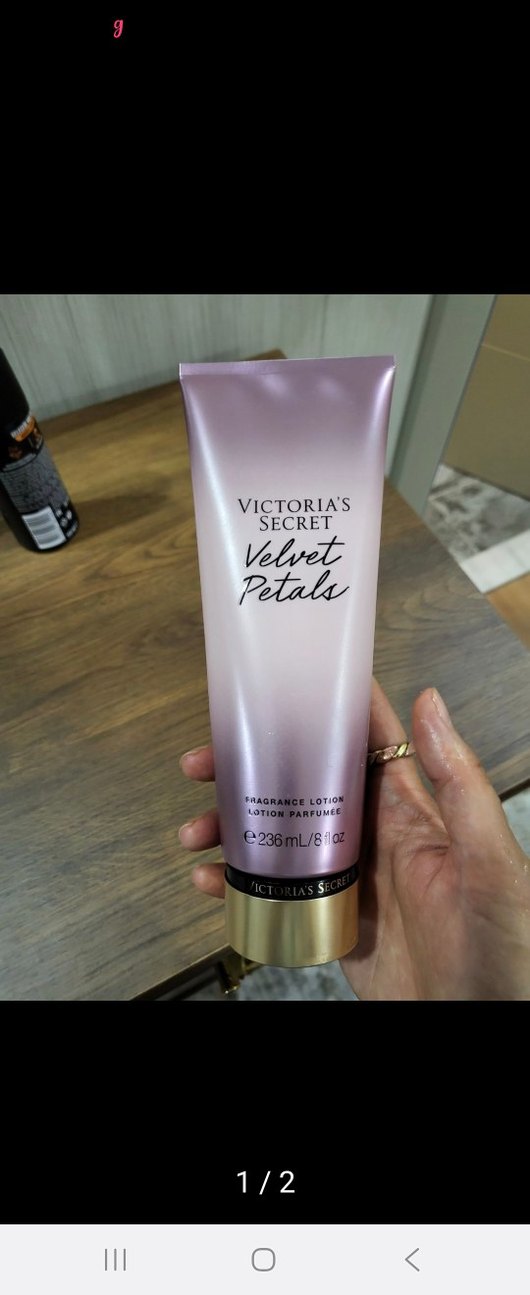 g
VICTORIA'S
SECRET
Velvet
Petals
FRAGRANCE LOTION
LOTION PARFUMÉE
℮ 236 mL/8 fl oz
VICTORIA'S SECRET
1 / 2